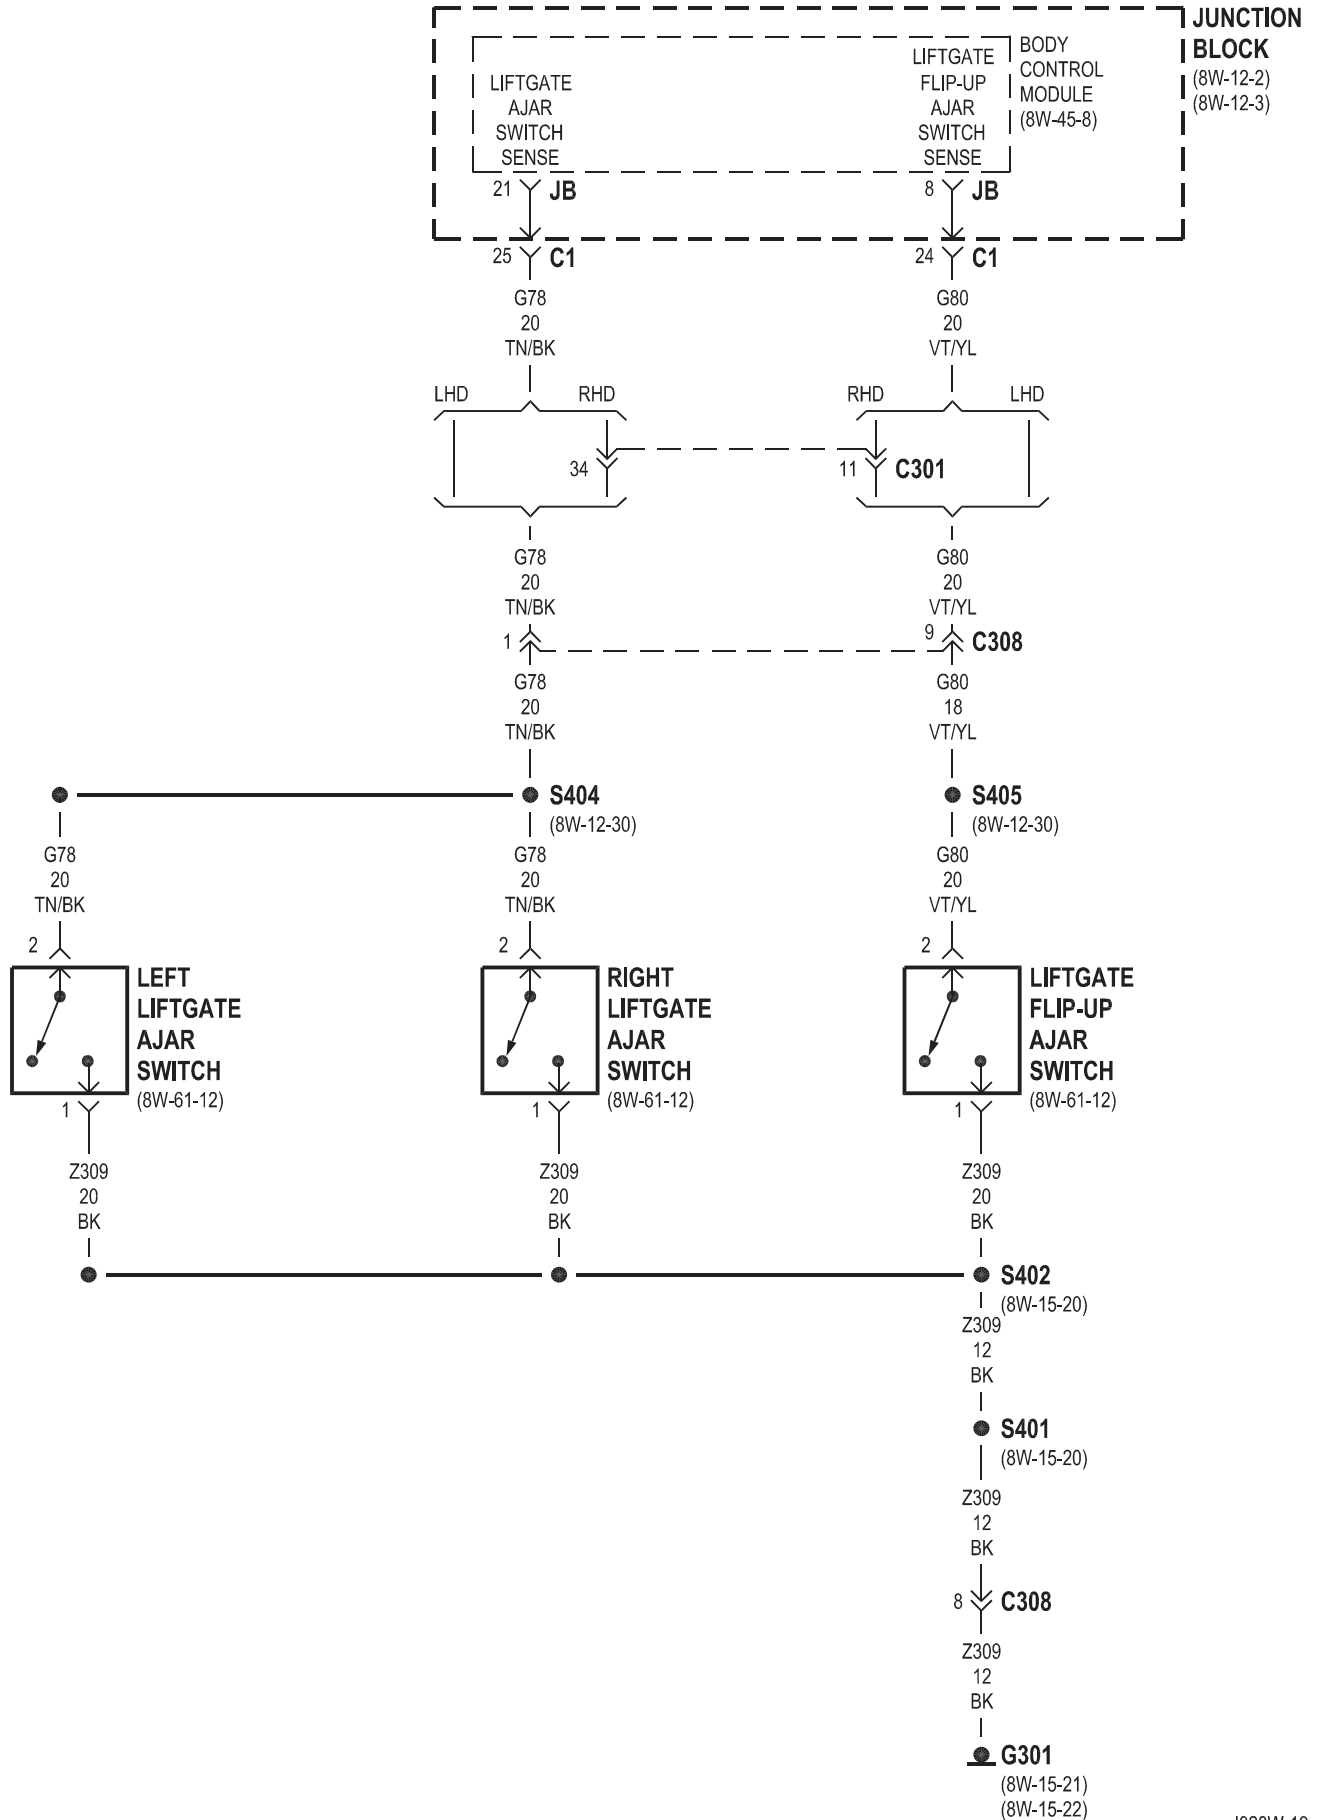 JUNCTION
BLOCK
(8W-12-2)
(8W-12-3)
BODY
CONTROL
MODULE
(8W-45-8)
LIFTGATE
AJAR
SWITCH
SENSE
LIFTGATE
FLIP-UP
AJAR
SWITCH
SENSE
21 JB
8 JB
25 C1
24 C1
G78
20
TN/BK
G80
20
VT/YL
LHD RHD
RHD LHD
34
11 C301
G78
20
TN/BK
G80
20
VT/YL
1
9 C308
G78
20
TN/BK
G80
18
VT/YL
S404
(8W-12-30)
S405
(8W-12-30)
G78
20
TN/BK
G78
20
TN/BK
G80
20
VT/YL
2
2
2
LEFT
LIFTGATE
AJAR
SWITCH
(8W-61-12)
RIGHT
LIFTGATE
AJAR
SWITCH
(8W-61-12)
LIFTGATE
FLIP-UP
AJAR
SWITCH
(8W-61-12)
1
1
1
Z309
20
BK
Z309
20
BK
Z309
20
BK
S402
(8W-15-20)
Z309
12
BK
S401
(8W-15-20)
Z309
12
BK
8 C308
Z309
12
BK
G301
(8W-15-21)
(8W-15-22)